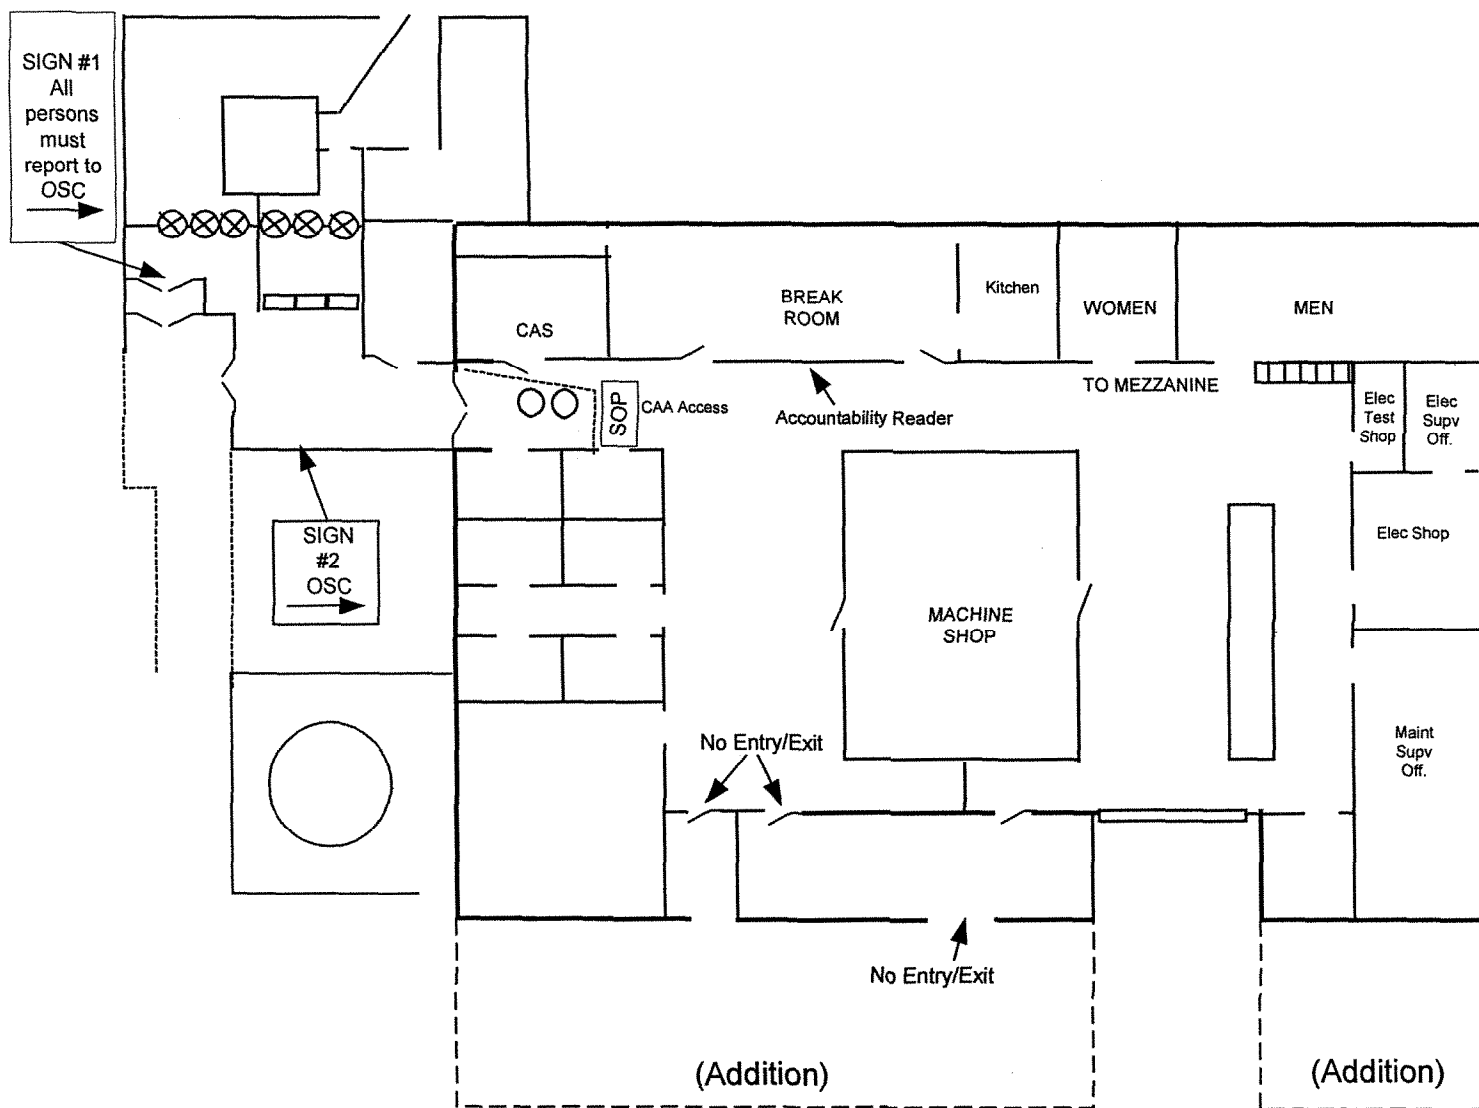 SIGN #1
All
persons
must
report to
OSC
BREAK
ROOM
Kitchen
WOMEN
MEN
CAS
TO MEZZANINE
SOP
CAA Access
Accountability Reader
Elec
Test
Shop
Elec
Supv
Off.
SIGN
#2
OSC
Elec Shop
MACHINE
SHOP
No Entry/Exit
Maint
Supv
Off.
No Entry/Exit
(Addition)
(Addition)